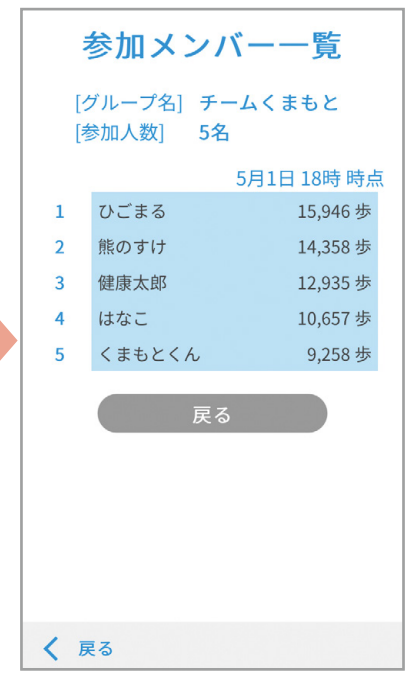 参加メンバー一覧
[グループ名] チームくまもと
[参加人数] 5名
5月1日 18時 時点
1 ひごまる 15,946 歩
2 熊のすけ 14,358 歩
3 健康太郎 12,935 歩
4 はなこ 10,657 歩
5 くまもとくん 9,258 歩
戻る
戻る